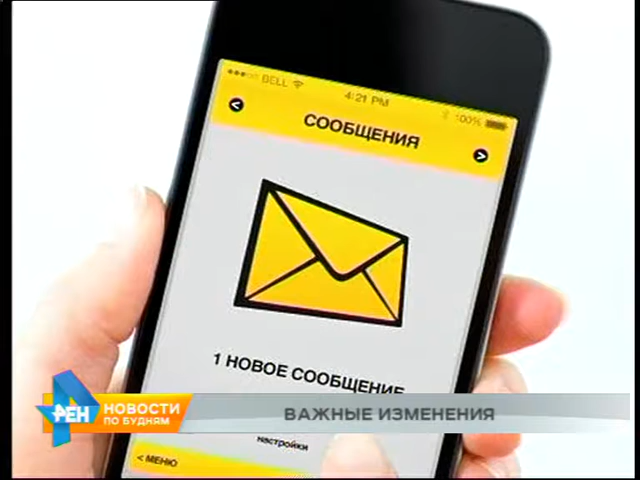 BELL
4:21 PM
100%
СООБЩЕНИЯ
1 НОВОЕ СООБЩЕНИЕ
РЕН
НОВОСТИ
ПО БУДНЯМ
ВАЖНЫЕ ИЗМЕНЕНИЯ
настройки
< МЕНЮ